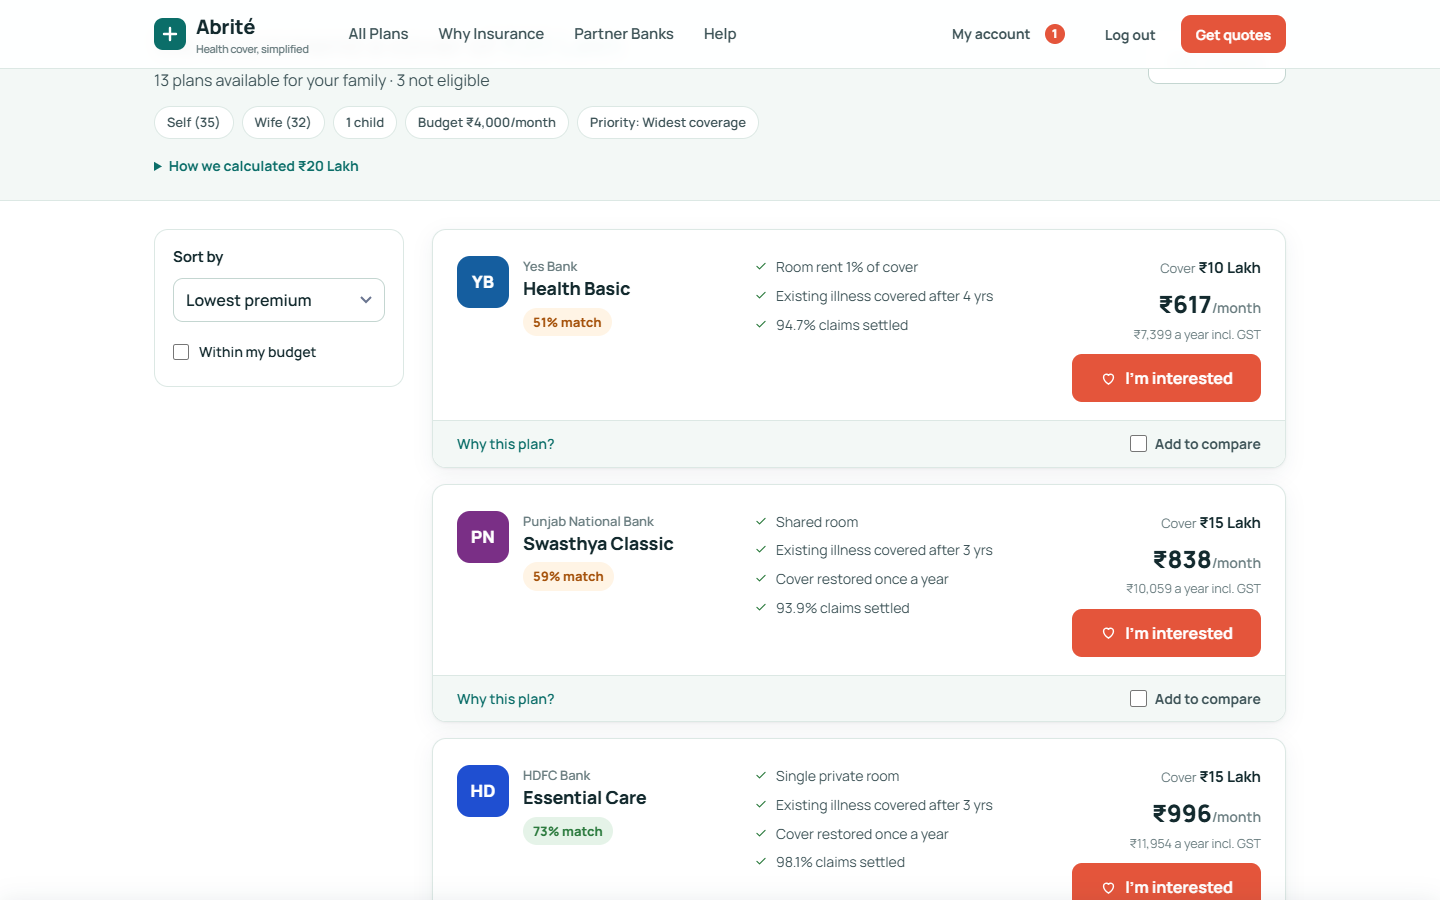 Abrité
Health cover, simplified
All Plans
Why Insurance
Partner Banks
Help
My account
1
Log out
Get quotes
13 plans available for your family · 3 not eligible
Self (35)
Wife (32)
1 child
Budget ₹4,000/month
Priority: Widest coverage
How we calculated ₹20 Lakh
Sort by
Lowest premium
Within my budget
YB
Yes Bank
Health Basic
51% match
Room rent 1% of cover
Existing illness covered after 4 yrs
94.7% claims settled
Cover ₹10 Lakh
₹617/month
₹7,399 a year incl. GST
I'm interested
Why this plan?
Add to compare
PN
Punjab National Bank
Swasthya Classic
59% match
Shared room
Existing illness covered after 3 yrs
Cover restored once a year
93.9% claims settled
Cover ₹15 Lakh
₹838/month
₹10,059 a year incl. GST
I'm interested
Why this plan?
Add to compare
HD
HDFC Bank
Essential Care
73% match
Single private room
Existing illness covered after 3 yrs
Cover restored once a year
98.1% claims settled
Cover ₹15 Lakh
₹996/month
₹11,954 a year incl. GST
I'm interested